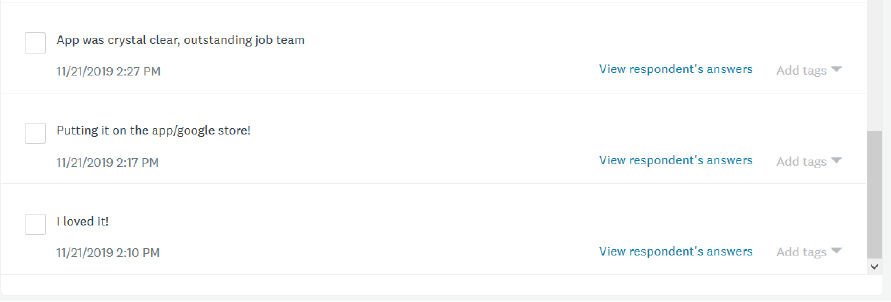 App was crystal clear, outstanding job team
11/21/2019 2:27 PM
View respondent's answers
Add tags
Putting it on the app/google store!
11/21/2019 2:17 PM
View respondent's answers
Add tags
I loved it!
11/21/2019 2:10 PM
View respondent's answers
Add tags